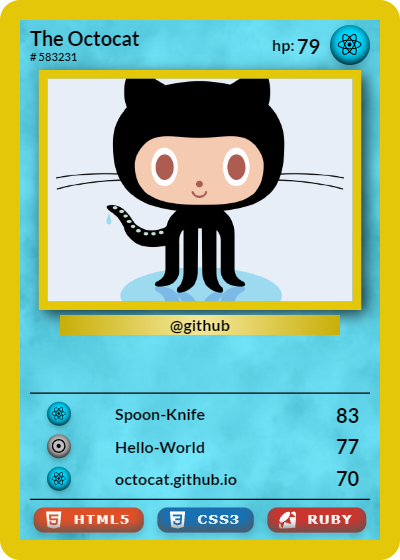 The Octocat
hp: 79
# 583231
@github
Spoon-Knife 83
Hello-World 77
octocat.github.io 70
HTML5 CSS3 RUBY